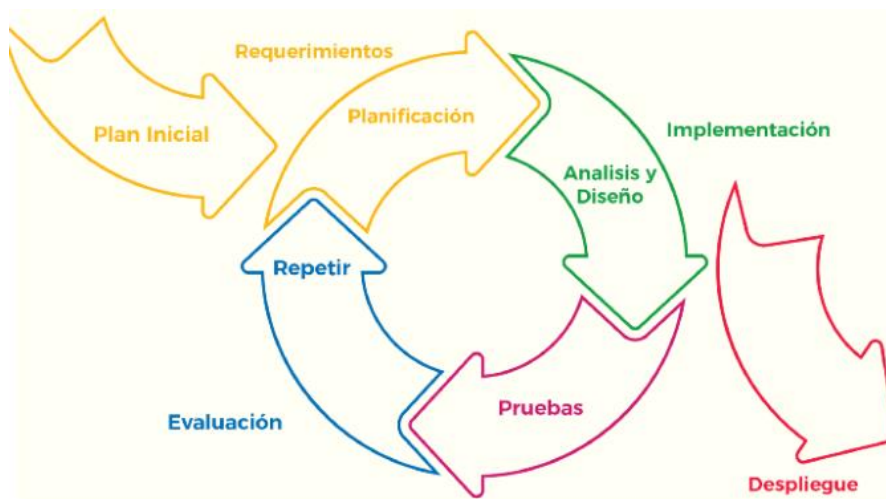 Requerimientos
Plan Inicial
Planificación
Implementación
Analisis y
Diseño
Repetir
Evaluación
Pruebas
Despliegue